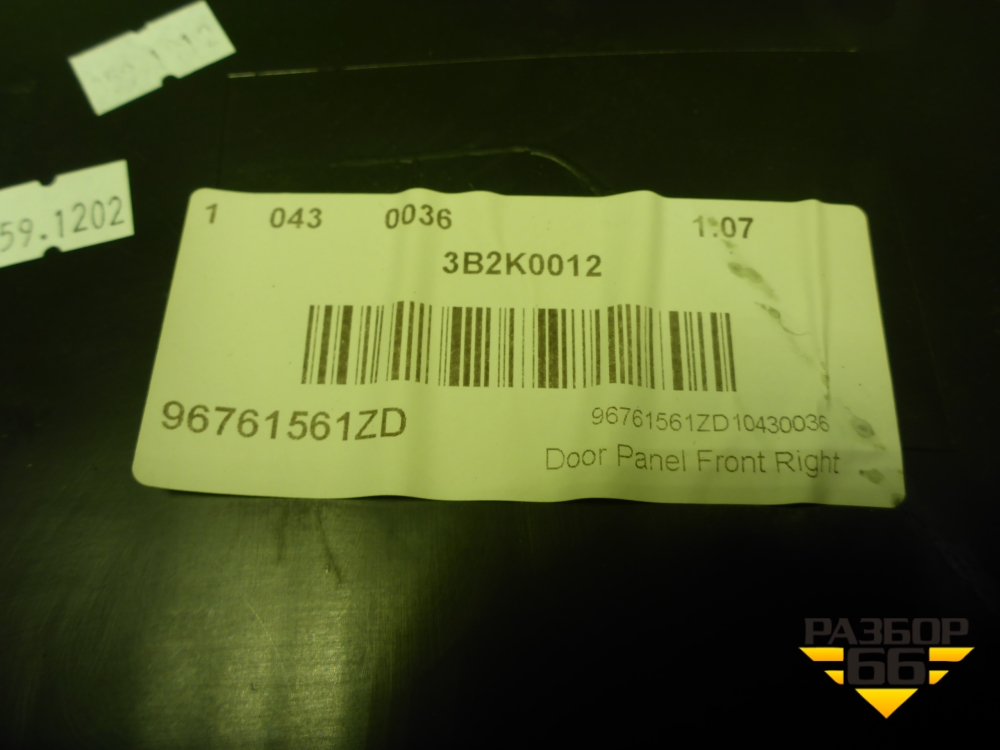 59.1202
1 043 0036 1:07
3B2K0012
96761561ZD
96761561ZD10430036
Door Panel Front Right
РАЗБОР
66